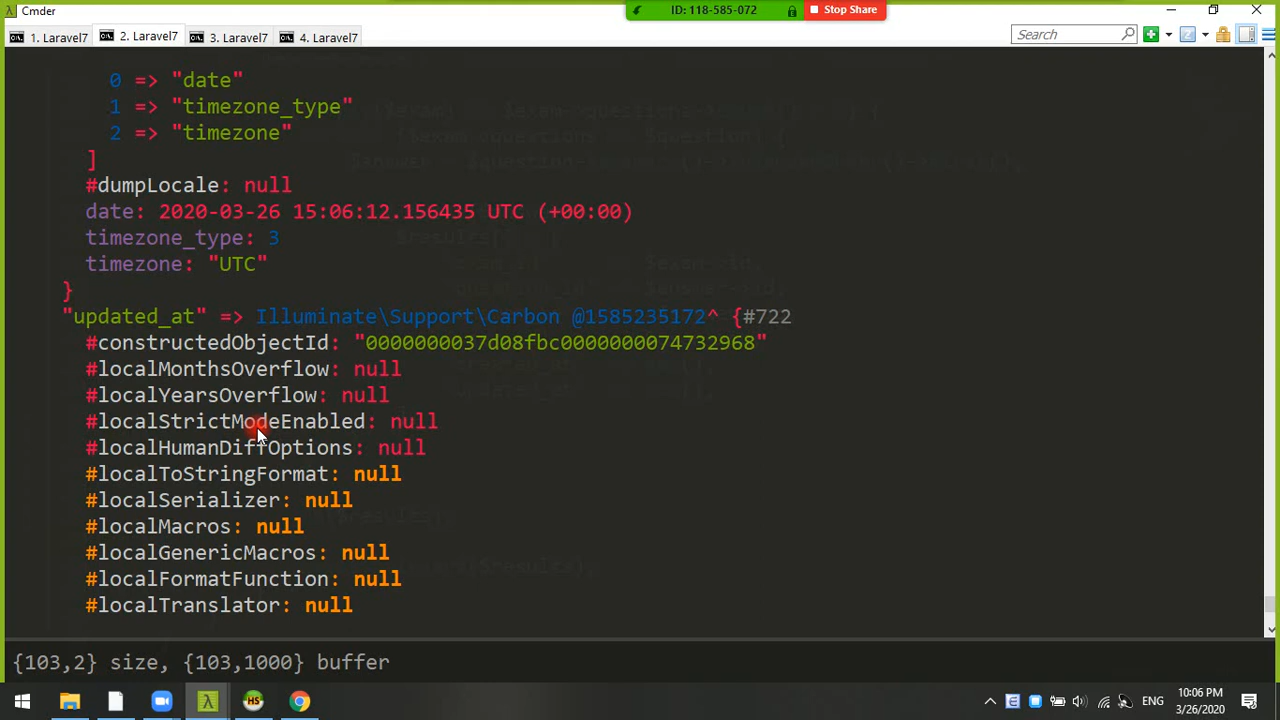 Cmder
ID: 118-585-072
Stop Share
1. Laravel7
2. Laravel7
3. Laravel7
4. Laravel7
Search
0 => "date"
1 => "timezone_type"
2 => "timezone"
]
#dumpLocale: null
date: 2020-03-26 15:06:12.156435 UTC (+00:00)
timezone_type: 3
timezone: "UTC"
}
"updated_at" => Illuminate\Support\Carbon @1585235172^ {#722
#constructedObjectId: "0000000037d08fbc0000000074732968"
#localMonthsOverflow: null
#localYearsOverflow: null
#localStrictModeEnabled: null
#localHumanDiffOptions: null
#localToStringFormat: null
#localSerializer: null
#localMacros: null
#localGenericMacros: null
#localFormatFunction: null
#localTranslator: null
{103,2} size, {103,1000} buffer
ENG
10:06 PM
3/26/2020